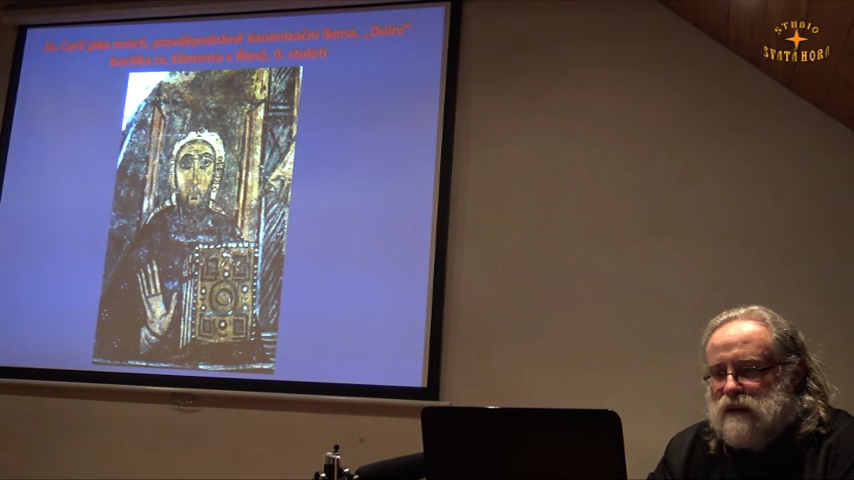 Sv. Cyril jako mnich, pravděpodobně kanonizační ikona, „Dolní"
bazilika sv. Klimenta v Římě, 9. století
STUDIO
SVATÁ HORA